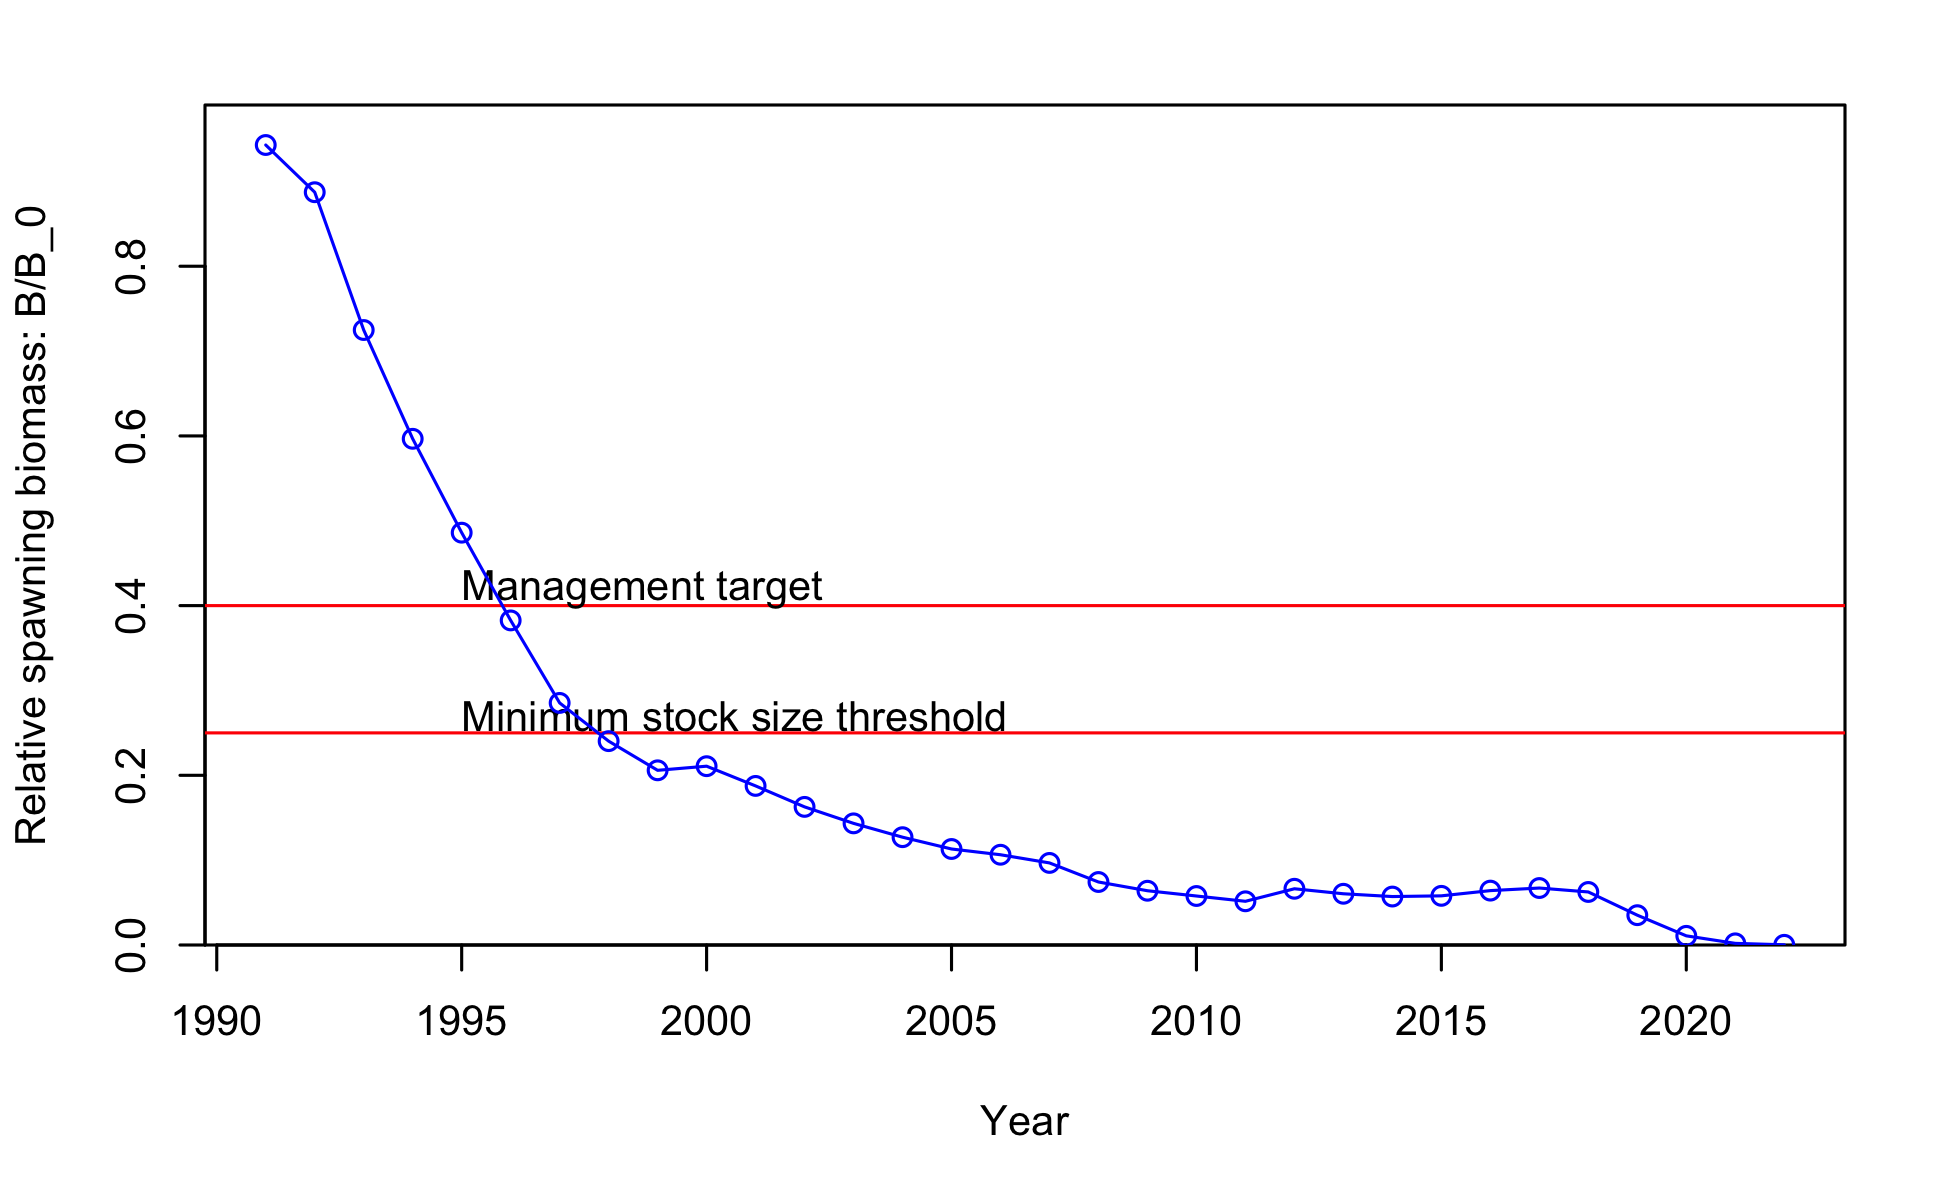 Relative spawning biomass: B/B_0
0.8
0.6
0.4
0.2
0.0
Management target
Minimum stock size threshold
1990 1995 2000 2005 2010 2015 2020
Year